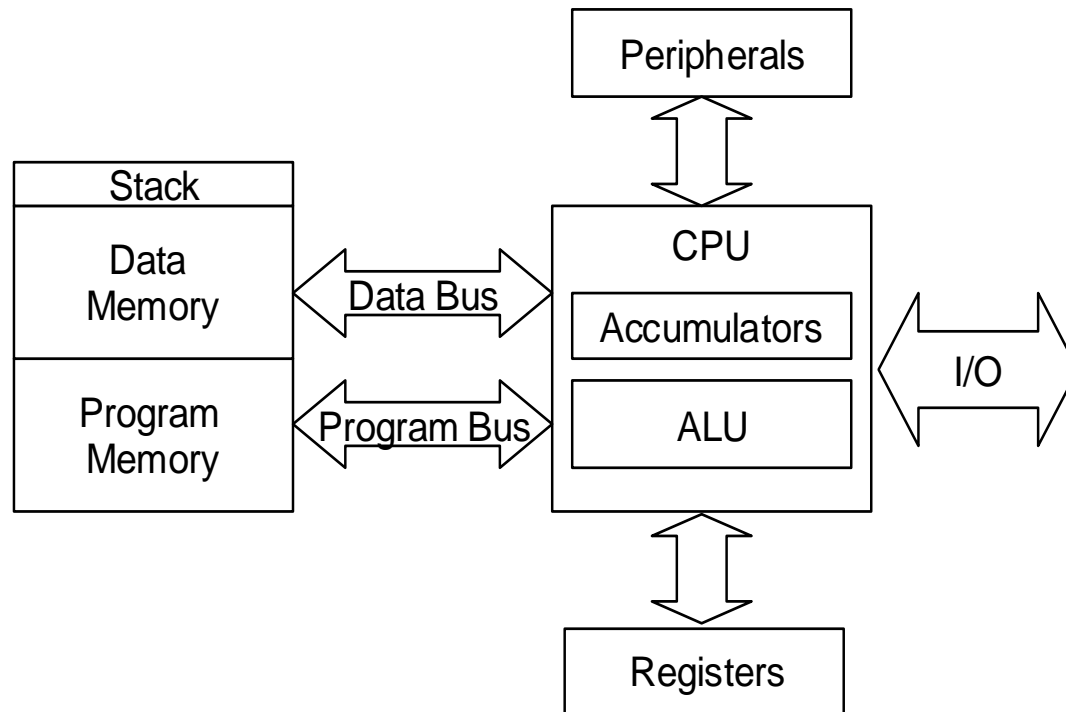 Peripherals
Stack
Data
Memory
Data Bus
CPU
Accumulators
I/O
Program
Memory
Program Bus
ALU
Registers